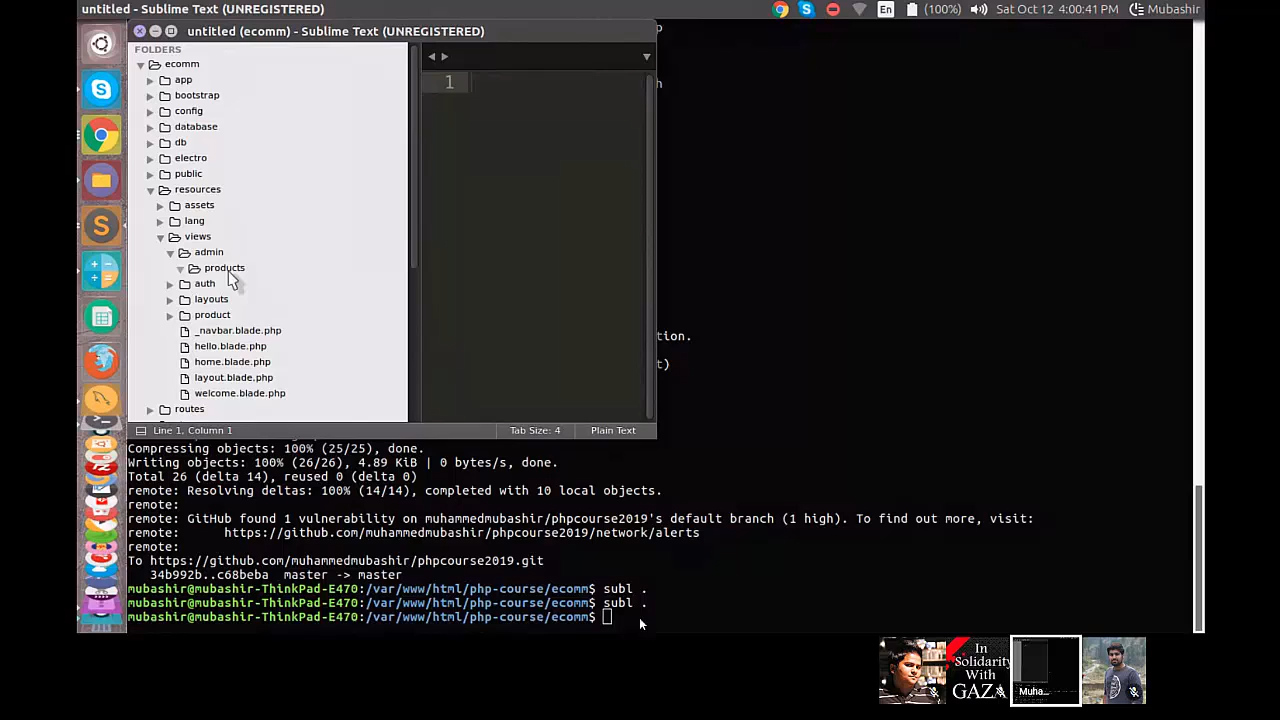 untitled - Sublime Text (UNREGISTERED)
En
(100%)
Sat Oct 12 4:00:41 PM
Mubashir
untitled (ecomm) - Sublime Text (UNREGISTERED)
p
FOLDERS
ecomm
app
bootstrap
config
database
db
electro
public
resources
assets
lang
views
admin
products
auth
layouts
product
_navbar.blade.php
hello.blade.php
home.blade.php
layout.blade.php
welcome.blade.php
routes
1
h
tion.
t)
Line 1, Column 1
Tab Size: 4
Plain Text
Compressing objects: 100% (25/25), done.
Writing objects: 100% (26/26), 4.89 KiB | 0 bytes/s, done.
Total 26 (delta 14), reused 0 (delta 0)
remote: Resolving deltas: 100% (14/14), completed with 10 local objects.
remote:
remote: GitHub found 1 vulnerability on muhammedmubashir/phpcourse2019's default branch (1 high). To find out more, visit:
remote:      https://github.com/muhammedmubashir/phpcourse2019/network/alerts
remote:
To https://github.com/muhammedmubashir/phpcourse2019.git
   34b992b..c68beba  master -> master
mubashir@mubashir-ThinkPad-E470:/var/www/html/php-course/ecomm$ subl .
mubashir@mubashir-ThinkPad-E470:/var/www/html/php-course/ecomm$ subl .
mubashir@mubashir-ThinkPad-E470:/var/www/html/php-course/ecomm$
In
Solidarity
With
GAZA
Muha...